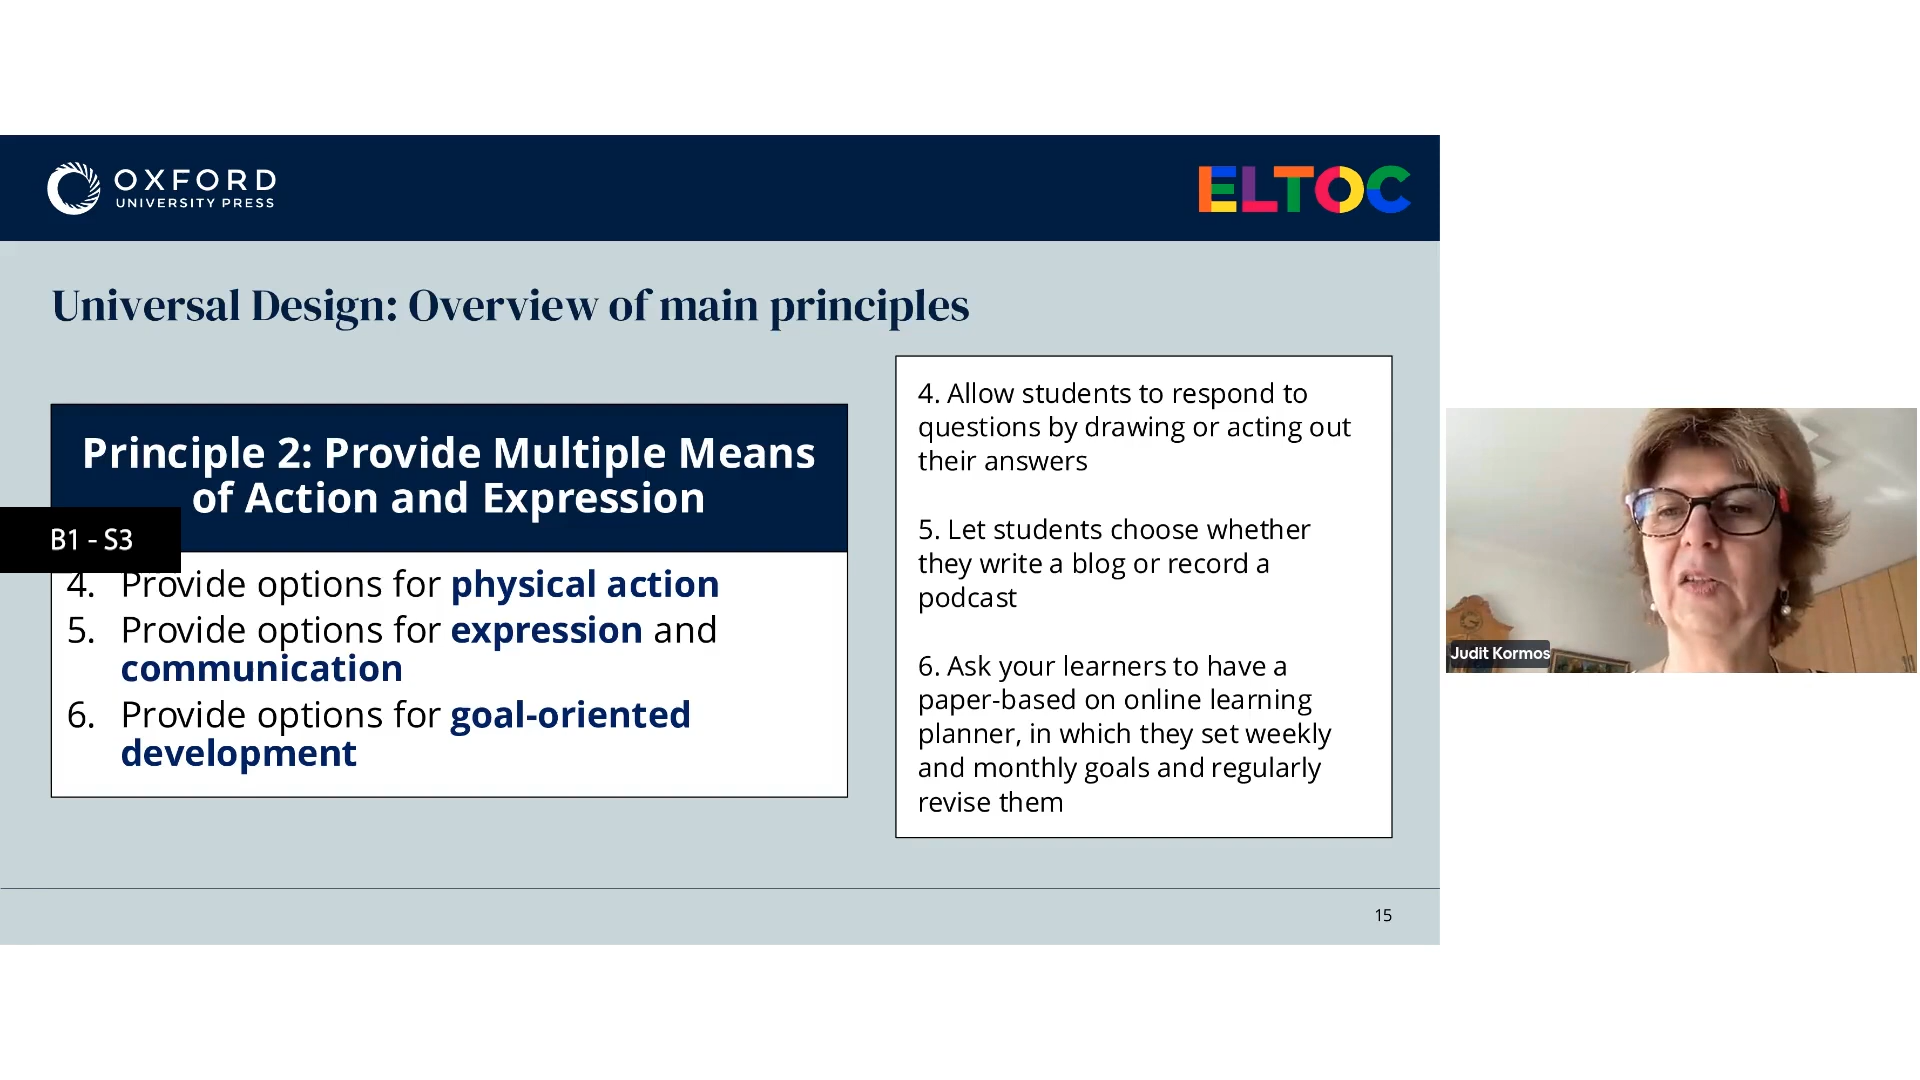 OXFORD
UNIVERSITY PRESS
ELTOC
Universal Design: Overview of main principles
Principle 2: Provide Multiple Means
of Action and Expression
B1 - S3
4. Provide options for physical action
5. Provide options for expression and
communication
6. Provide options for goal-oriented
development
4. Allow students to respond to
questions by drawing or acting out
their answers
5. Let students choose whether
they write a blog or record a
podcast
6. Ask your learners to have a
paper-based on online learning
planner, in which they set weekly
and monthly goals and regularly
revise them
15
Judit Kormos